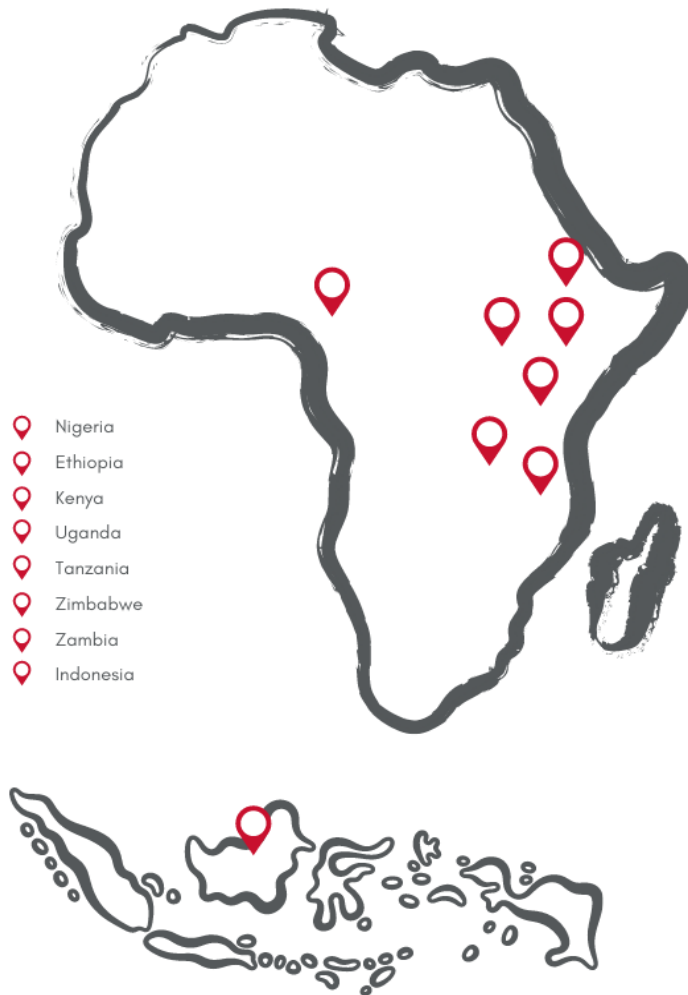 Nigeria
Ethiopia
Kenya
Uganda
Tanzania
Zimbabwe
Zambia
Indonesia